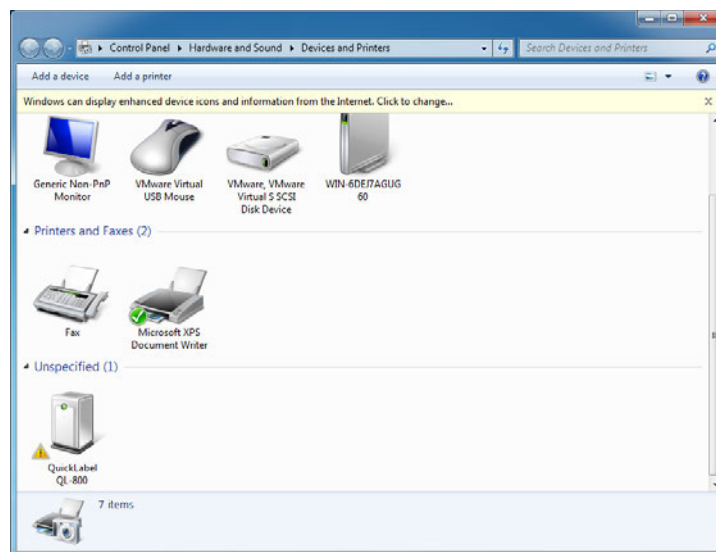 Control Panel ▸ Hardware and Sound ▸ Devices and Printers
Search Devices and Printers
Add a device Add a printer
Windows can display enhanced device icons and information from the Internet. Click to change...
Generic Non-PnP
Monitor
VMware Virtual
USB Mouse
VMware, VMware
Virtual S SCSI
Disk Device
WIN-6DEJ7AGUG
60
Printers and Faxes (2)
Fax
Microsoft XPS
Document Writer
Unspecified (1)
QuickLabel
QL-800
7 items